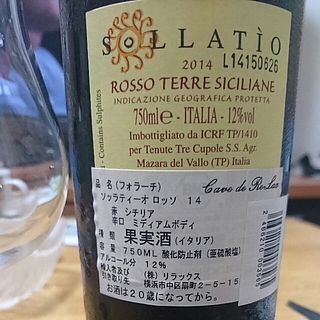 SOLLATÌO
2014 L14150626
ROSSO TERRE SICILIANE
INDICAZIONE GEOGRAFICA PROTETTA
750ml℮ - ITALIA - 12%vol
Imbottigliato da ICRF TP/1410
per Tenute Tre Cupole S.S. Agr.
Mazara del Vallo (TP) Italia
- Contains Sulphites
品名(フォラーチ) Cave de ReLax
ソッラティーオ ロッソ 14
赤 シチリア
辛口 ミディアムボディ
種類 果実酒(イタリア)
容量 750ML 酸化防止剤(亜硫酸塩)
アルコール分 12%
輸入者及び (株)リラックス
引き取り先 横浜市中区扇町2-5-15
お酒は20歳になってから。